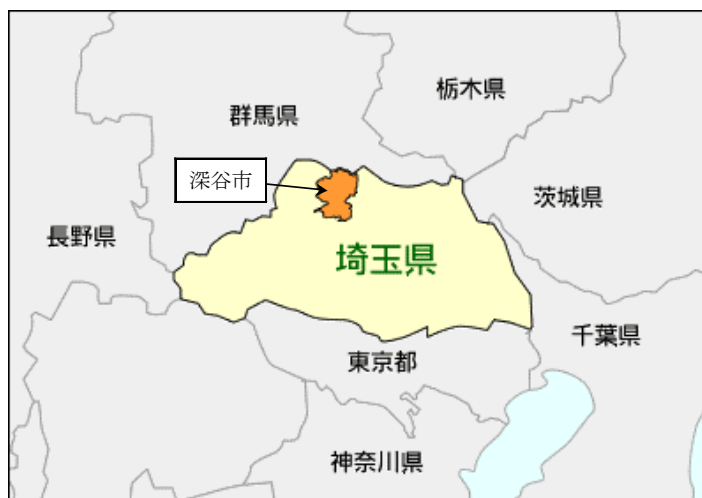 栃木県
群馬県
深谷市
茨城県
長野県
埼玉県
千葉県
東京都
神奈川県